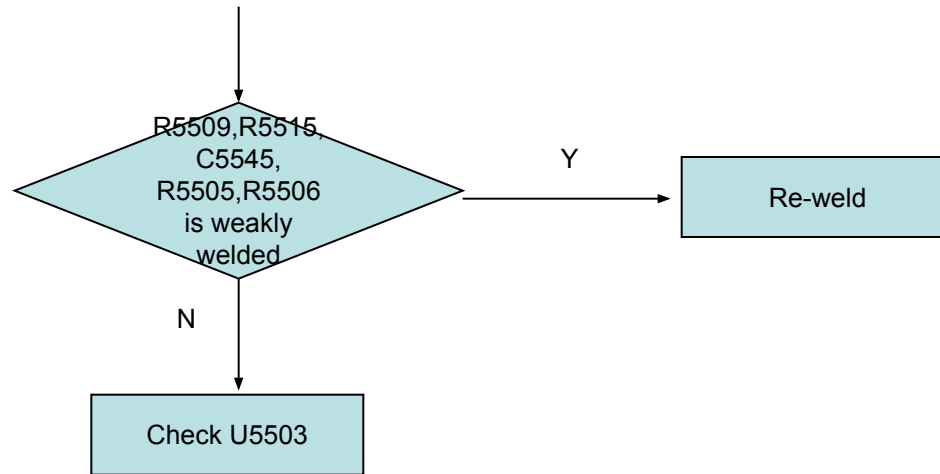 R5509,R5515,
C5545,
R5505,R5506
is weakly
welded
Y
Re-weld
N
Check U5503